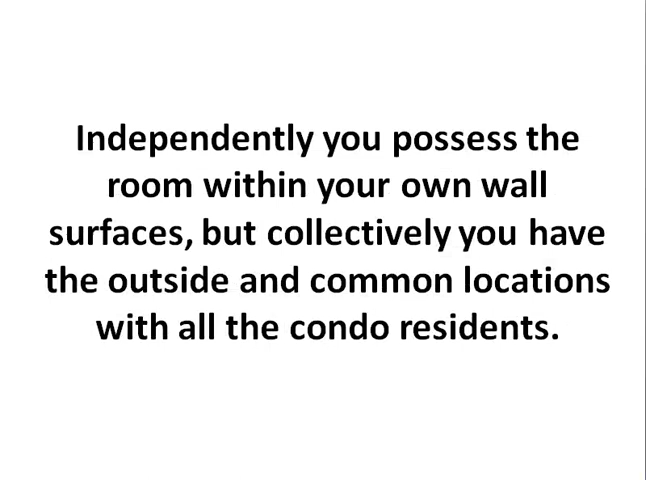 Independently you possess the
room within your own wall
surfaces, but collectively you have
the outside and common locations
with all the condo residents.